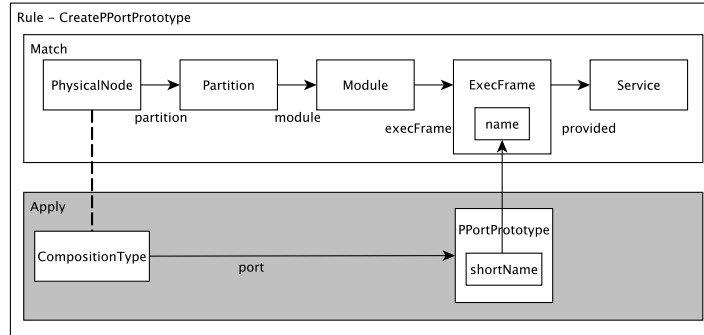 Rule – CreatePPortPrototype
Match
PhysicalNode
Partition
Module
ExecFrame
Service
name
partition
module
execFrame
provided
Apply
PPortPrototype
CompositionType
shortName
port